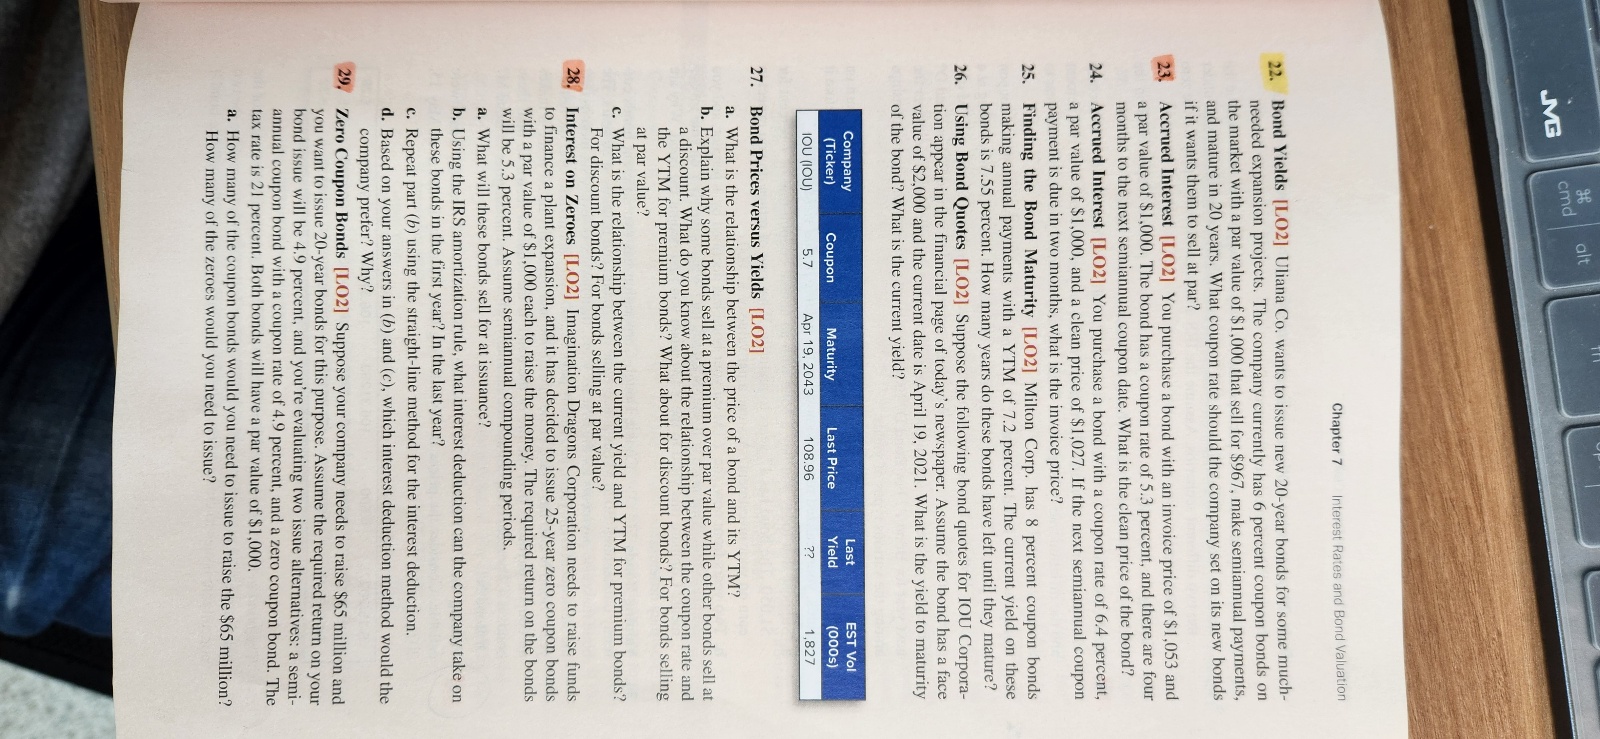 Chapter 7 Interest Rates and Bond Valuation
22. Bond Yields [LO2] Uliana Co. wants to issue new 20-year bonds for some much-
needed expansion projects. The company currently has 6 percent coupon bonds on
the market with a par value of $1,000 that sell for $967, make semiannual payments,
and mature in 20 years. What coupon rate should the company set on its new bonds
if it wants them to sell at par?
23. Accrued Interest [LO2] You purchase a bond with an invoice price of $1,053 and
a par value of $1,000. The bond has a coupon rate of 5.3 percent, and there are four
months to the next semiannual coupon date. What is the clean price of the bond?
24. Accrued Interest [LO2] You purchase a bond with a coupon rate of 6.4 percent,
a par value of $1,000, and a clean price of $1,027. If the next semiannual coupon
payment is due in two months, what is the invoice price?
25. Finding the Bond Maturity [LO2] Milton Corp. has 8 percent coupon bonds
making annual payments with a YTM of 7.2 percent. The current yield on these
bonds is 7.55 percent. How many years do these bonds have left until they mature?
26. Using Bond Quotes [LO2] Suppose the following bond quotes for IOU Corpora-
tion appear in the financial page of today's newspaper. Assume the bond has a face
value of $2,000 and the current date is April 19, 2021. What is the yield to maturity
of the bond? What is the current yield?
Company Last EST Vol
(Ticker) Coupon Maturity Last Price Yield (000s)
IOU (IOU) 5.7 Apr 19, 2043 108.96 ?? 1,827
27. Bond Prices versus Yields [LO2]
a. What is the relationship between the price of a bond and its YTM?
b. Explain why some bonds sell at a premium over par value while other bonds sell at
a discount. What do you know about the relationship between the coupon rate and
the YTM for premium bonds? What about for discount bonds? For bonds selling
at par value?
c. What is the relationship between the current yield and YTM for premium bonds?
For discount bonds? For bonds selling at par value?
28. Interest on Zeroes [LO2] Imagination Dragons Corporation needs to raise funds
to finance a plant expansion, and it has decided to issue 25-year zero coupon bonds
with a par value of $1,000 each to raise the money. The required return on the bonds
will be 5.3 percent. Assume semiannual compounding periods.
a. What will these bonds sell for at issuance?
b. Using the IRS amortization rule, what interest deduction can the company take on
these bonds in the first year? In the last year?
c. Repeat part (b) using the straight-line method for the interest deduction.
d. Based on your answers in (b) and (c), which interest deduction method would the
company prefer? Why?
29. Zero Coupon Bonds [LO2] Suppose your company needs to raise $65 million and
you want to issue 20-year bonds for this purpose. Assume the required return on your
bond issue will be 4.9 percent, and you're evaluating two issue alternatives: a semi-
annual coupon bond with a coupon rate of 4.9 percent, and a zero coupon bond. The
tax rate is 21 percent. Both bonds will have a par value of $1,000.
a. How many of the coupon bonds would you need to issue to raise the $65 million?
How many of the zeroes would you need to issue?
⌘
cmd
alt